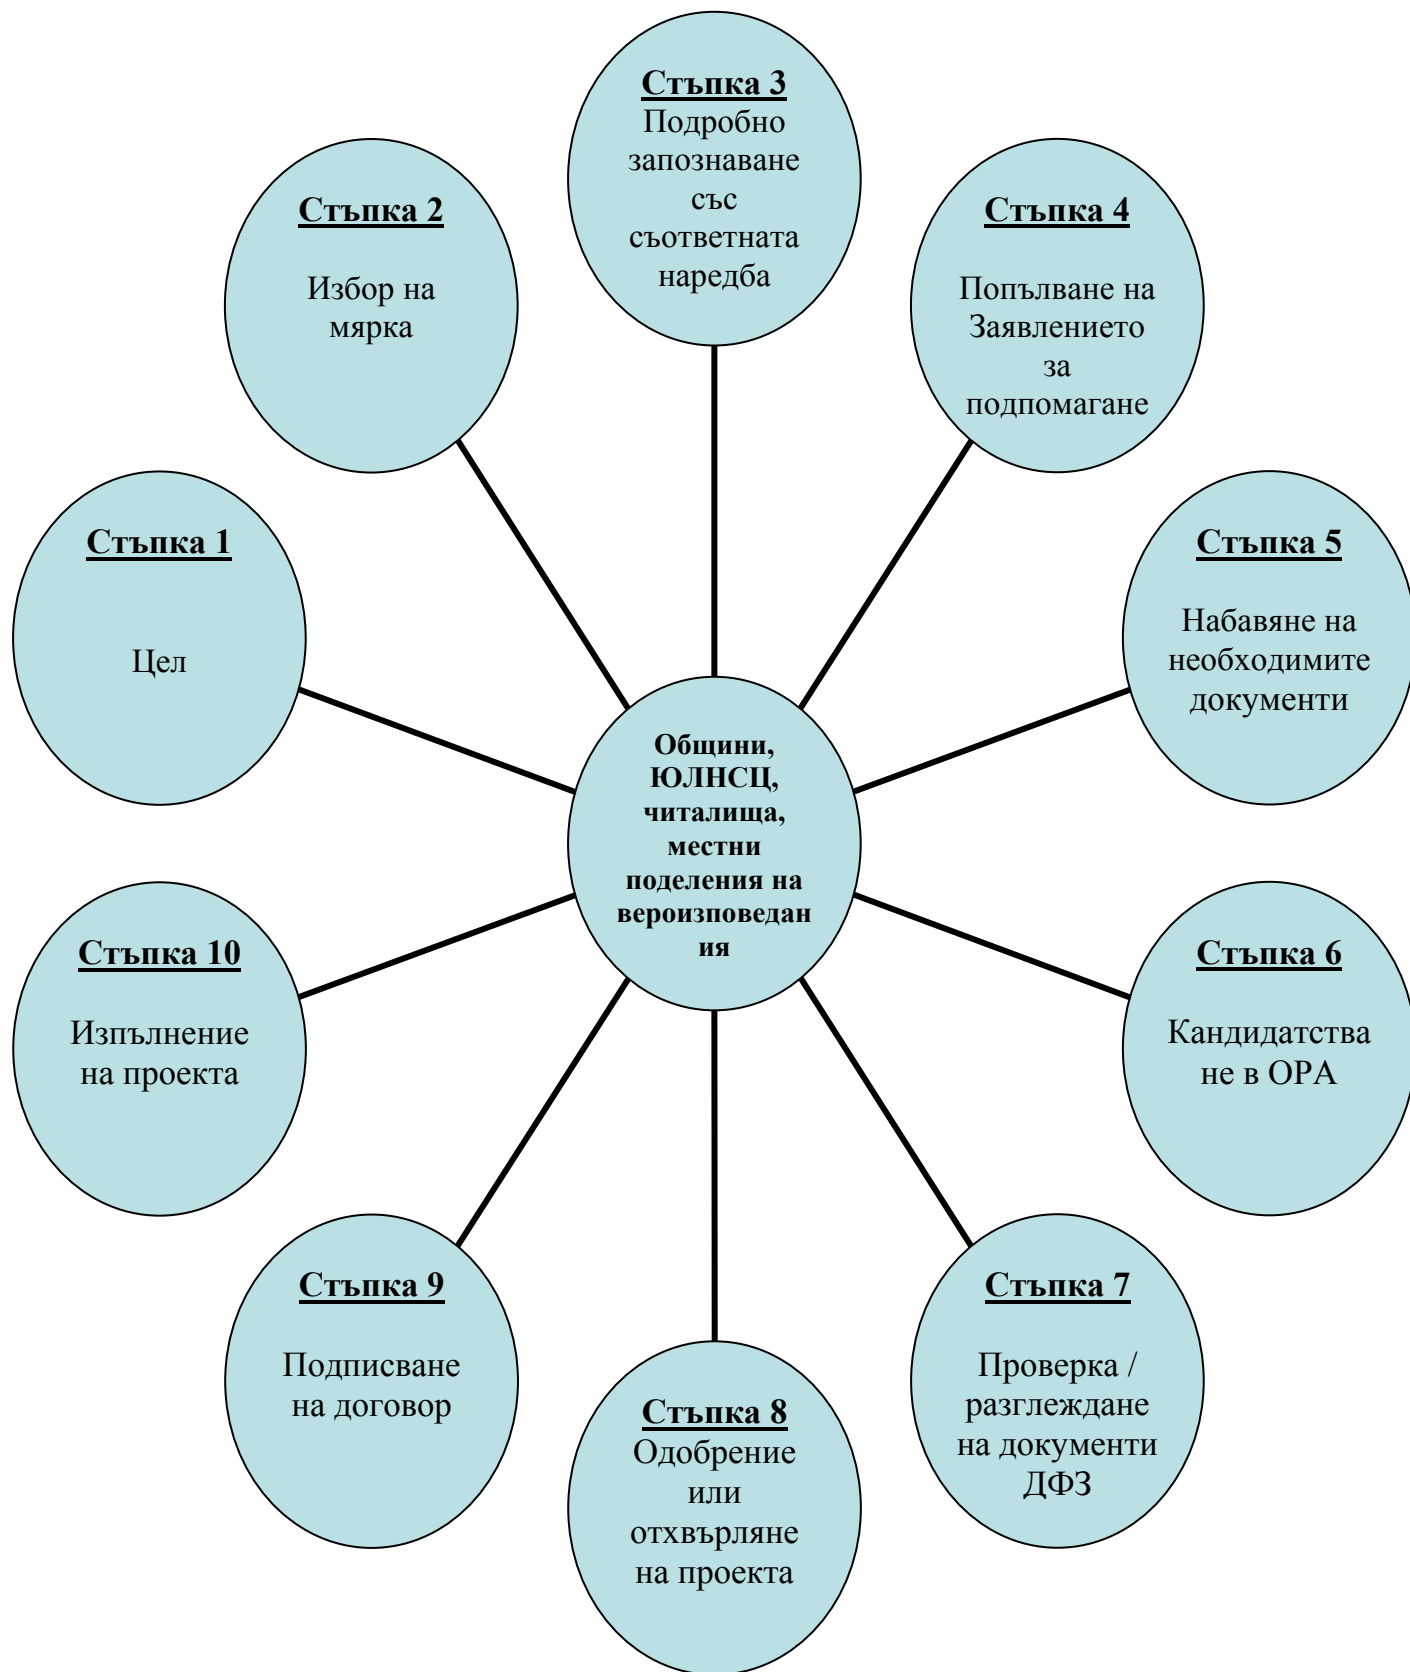 Стъпка 1
Цел
Стъпка 2
Избор на
мярка
Стъпка 3
Подробно
запознаване
със
съответната
наредба
Стъпка 4
Попълване на
Заявлението
за
подпомагане
Стъпка 5
Набавяне на
необходимите
документи
Стъпка 6
Кандидатства
не в ОРА
Стъпка 7
Проверка /
разглеждане
на документи
ДФЗ
Стъпка 8
Одобрение
или
отхвърляне
на проекта
Стъпка 9
Подписване
на договор
Стъпка 10
Изпълнение
на проекта
Общини,
ЮЛНСЦ,
читалища,
местни
поделения на
вероизповедан
ия